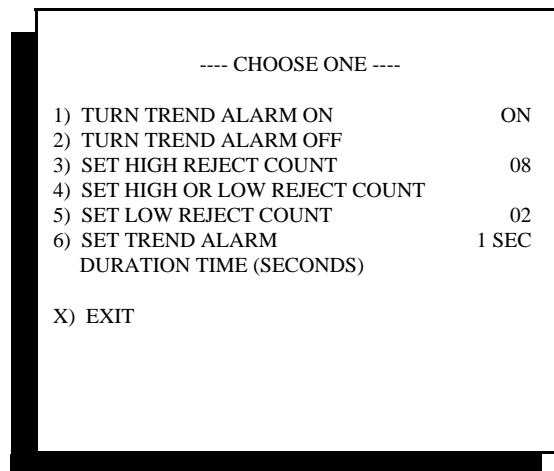 ---- CHOOSE ONE ----
1) TURN TREND ALARM ON ON
2) TURN TREND ALARM OFF
3) SET HIGH REJECT COUNT 08
4) SET HIGH OR LOW REJECT COUNT
5) SET LOW REJECT COUNT 02
6) SET TREND ALARM 1 SEC
DURATION TIME (SECONDS)
X) EXIT